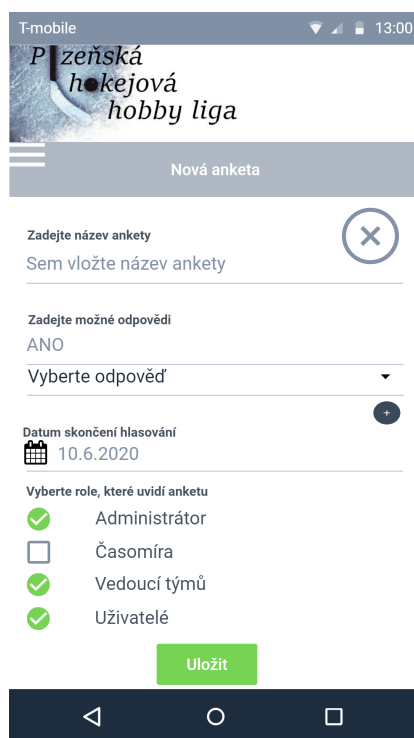 T-mobile 13:00
Plzeňská
hokejová
hobby liga
Nová anketa
Zadejte název ankety
Sem vložte název ankety
Zadejte možné odpovědi
ANO
Vyberte odpověď
+
Datum skončení hlasování
10.6.2020
Vyberte role, které uvidí anketu
Administrátor
Časomíra
Vedoucí týmů
Uživatelé
Uložit